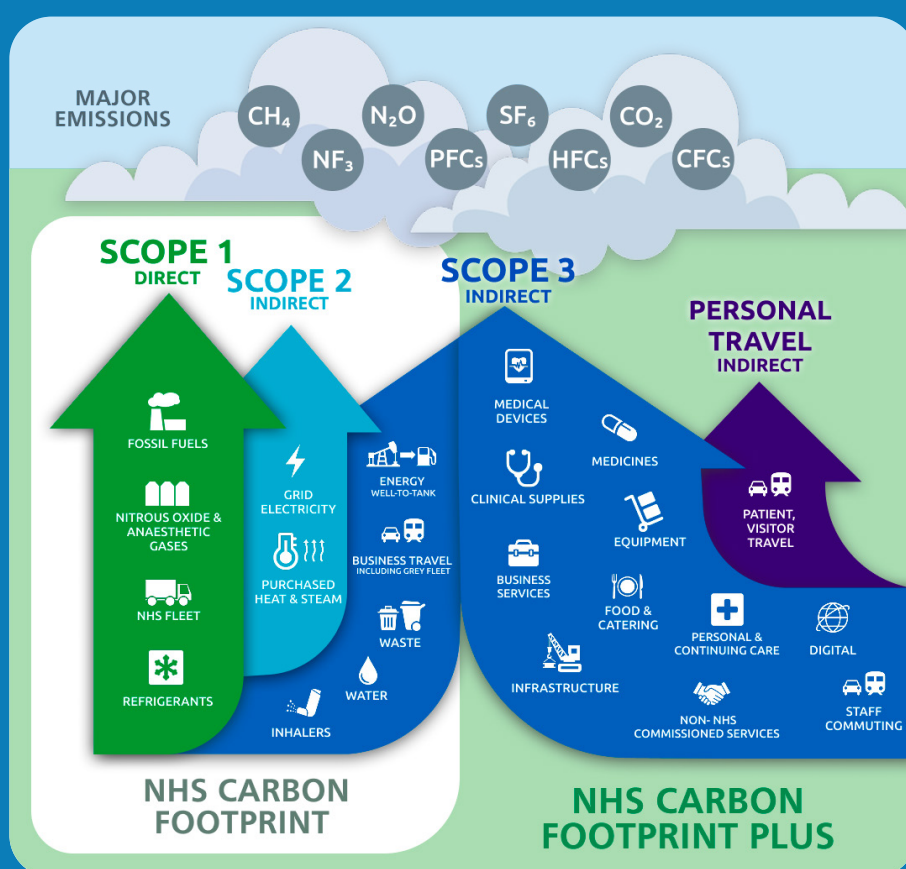 MAJOR
EMISSIONS
CH₄
N₂O
SF₆
CO₂
NF₃
PFCs
HFCs
CFCs
SCOPE 1
DIRECT
FOSSIL FUELS
NITROUS OXIDE &
ANAESTHETIC
GASES
NHS FLEET
REFRIGERANTS
SCOPE 2
INDIRECT
GRID
ELECTRICITY
PURCHASED
HEAT & STEAM
SCOPE 3
INDIRECT
ENERGY
WELL-TO-TANK
BUSINESS TRAVEL
INCLUDING GREY FLEET
WASTE
WATER
INHALERS
MEDICAL
DEVICES
MEDICINES
CLINICAL SUPPLIES
EQUIPMENT
BUSINESS
SERVICES
FOOD &
CATERING
INFRASTRUCTURE
PERSONAL &
CONTINUING CARE
DIGITAL
NON- NHS
COMMISSIONED SERVICES
STAFF
COMMUTING
PERSONAL
TRAVEL
INDIRECT
PATIENT,
VISITOR
TRAVEL
NHS CARBON
FOOTPRINT
NHS CARBON
FOOTPRINT PLUS